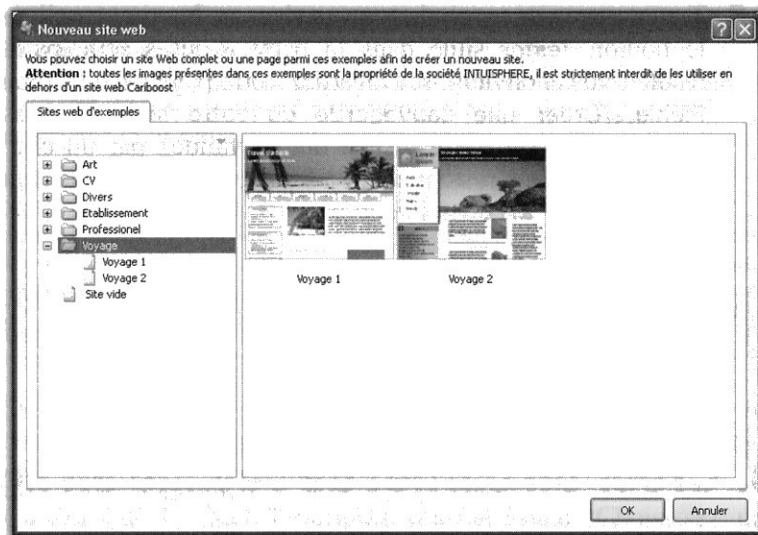 Nouveau site web
Vous pouvez choisir un site Web complet ou une page parmi ces exemples afin de créer un nouveau site.
Attention : toutes les images présentes dans ces exemples sont la propriété de la société INTUISPHERE, il est strictement interdit de les utiliser en
dehors d'un site web Cariboost
Sites web d'exemples
Art
CV
Divers
Etablissement
Professionel
Voyage
Voyage 1
Voyage 2
Site vide
Voyage 1
Voyage 2
OK
Annuler